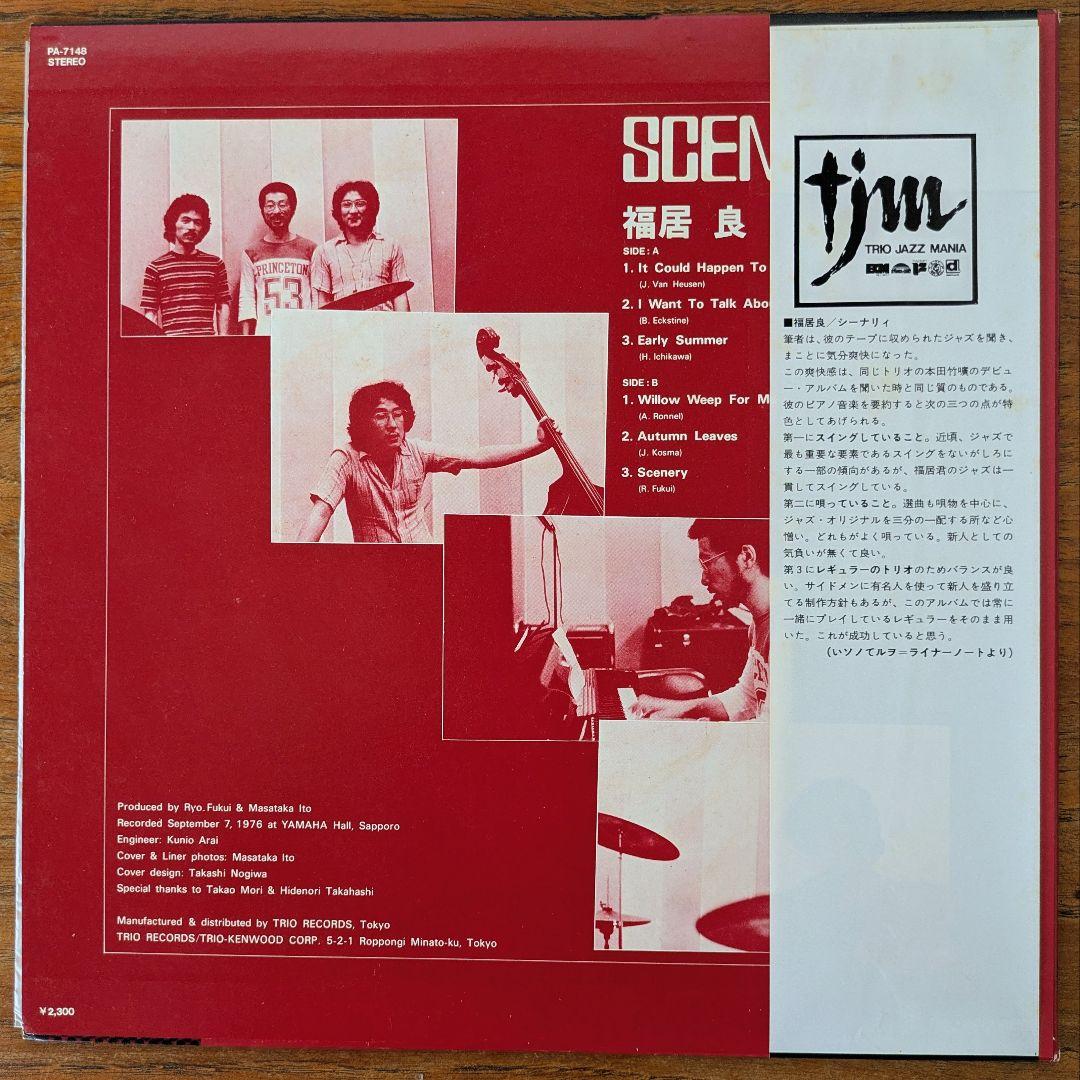 PA-7148
STEREO
SCEN
福居 良
SIDE: A
1. It Could Happen To
(J. Van Heusen)
2. I Want To Talk Abo
(B. Eckstine)
3. Early Summer
(H. Ichikawa)
SIDE: B
1. Willow Weep For M
(A. Ronnel)
2. Autumn Leaves
(J. Kosma)
3. Scenery
(R. Fukui)
PRINCETON
53
Produced by Ryo. Fukui & Masataka Ito
Recorded September 7, 1976 at YAMAHA Hall, Sapporo
Engineer: Kunio Arai
Cover & Liner photos: Masataka Ito
Cover design: Takashi Nogiwa
Special thanks to Takao Mori & Hidenori Takahashi
Manufactured & distributed by TRIO RECORDS, Tokyo
TRIO RECORDS/TRIO-KENWOOD CORP. 5-2-1 Roppongi Minato-ku, Tokyo
¥2,300
tjm
TRIO JAZZ MANIA
■福居良/シーナリィ
筆者は、彼のテープに収められたジャズを聞き、
まことに気分爽快になった。
この爽快感は、同じトリオの本田竹曠のデビュ
ー・アルバムを聞いた時と同じ質のものである。
彼のピアノ音楽を要約すると次の三つの点が特
色としてあげられる。
第一にスイングしていること。近頃、ジャズで
最も重要な要素であるスイングをないがしろに
する一部の傾向があるが、福居君のジャズは一
貫してスイングしている。
第二に唄っていること。選曲も唄物を中心に、
ジャズ・オリジナルを三分の一配する所など心
憎い。どれもがよく唄っている。新人としての
気負いが無くて良い。
第3にレギュラーのトリオのためバランスが良
い。サイドメンに有名人を使って新人を盛り立
てる制作方針もあるが、このアルバムでは常に
一緒にプレイしているレギュラーをそのまま用
いた。これが成功していると思う。
(いソノてルヲ=ライナーノートより)